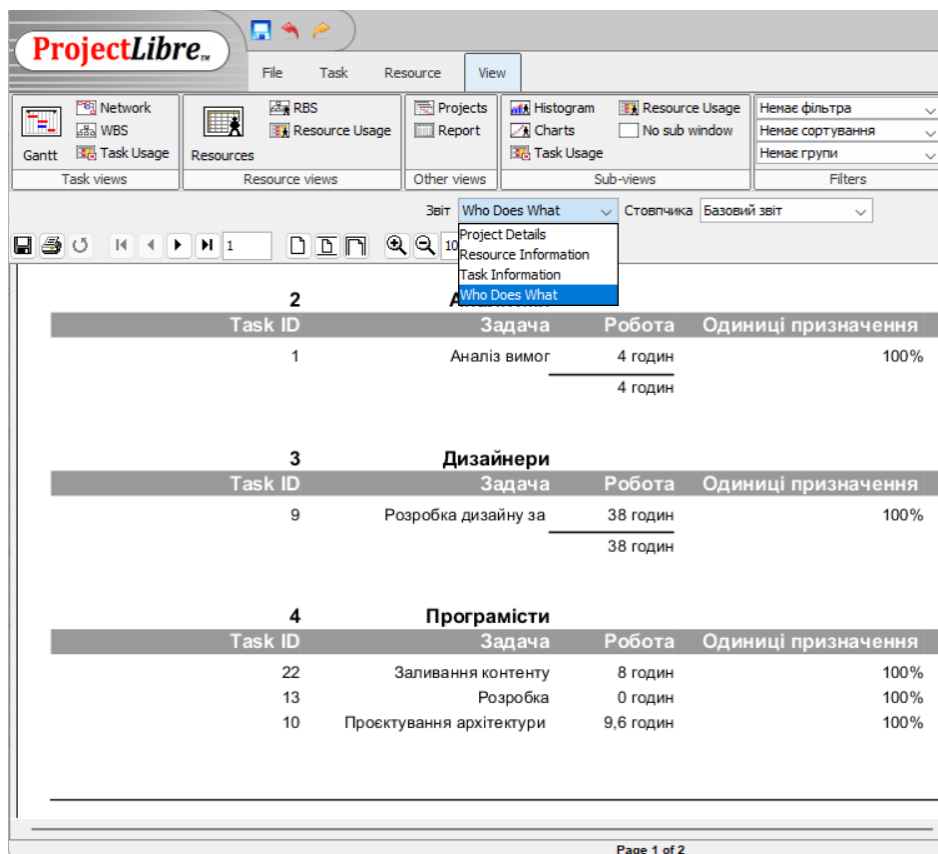 ProjectLibre TM
File Task Resource View
Network RBS Projects Histogram Resource Usage Немає фільтра
WBS Resource Usage Report Charts No sub window Немає сортування
Gantt Task Usage Resources Task Usage Немає групи
Task views Resource views Other views Sub-views Filters
Звіт Who Does What Стовпчика Базовий звіт
Project Details
1 10 Resource Information
Task Information
Who Does What
2
Task ID Задача Робота Одиниці призначення
1 Аналіз вимог 4 годин 100%
4 годин
3 Дизайнери
Task ID Задача Робота Одиниці призначення
9 Розробка дизайну за 38 годин 100%
38 годин
4 Програмісти
Task ID Задача Робота Одиниці призначення
22 Заливання контенту 8 годин 100%
13 Розробка 0 годин 100%
10 Проєктування архітектури 9,6 годин 100%
Page 1 of 2